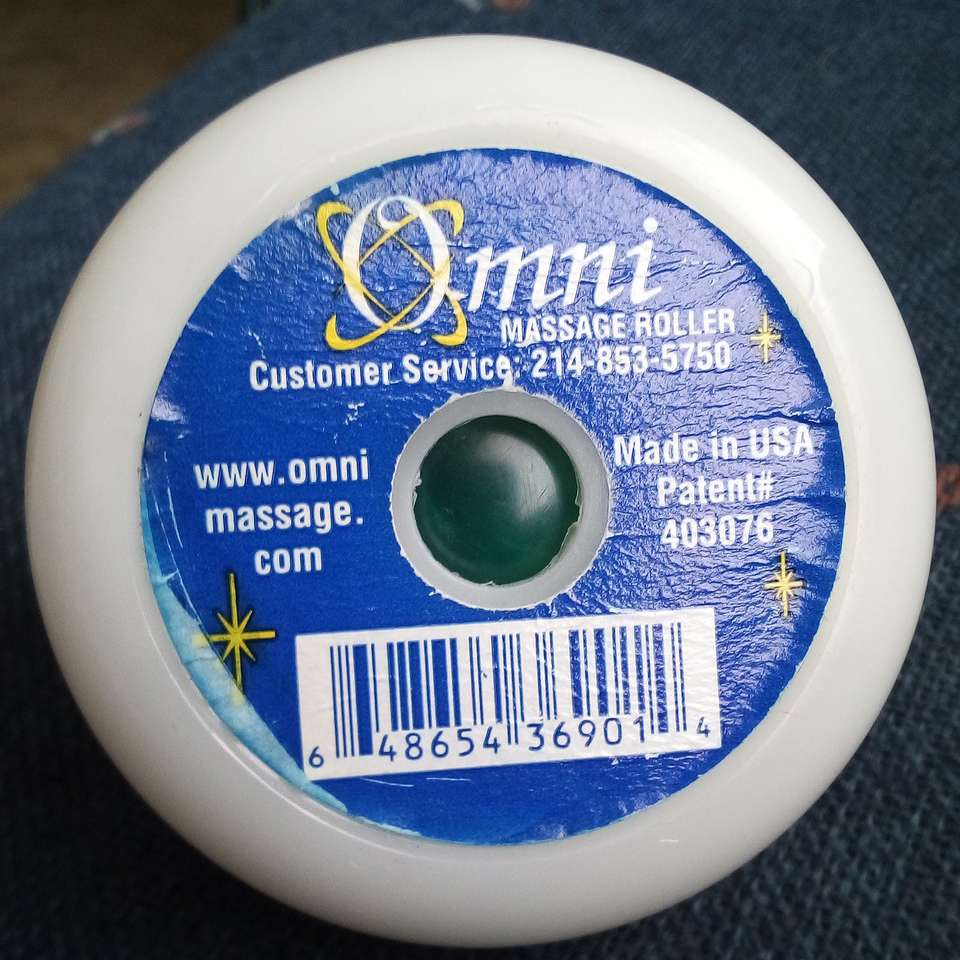 Omni
MASSAGE ROLLER
Customer Service: 214-853-5750
www.omni
massage.
com
Made in USA
Patent#
403076
6 48654 36901 4